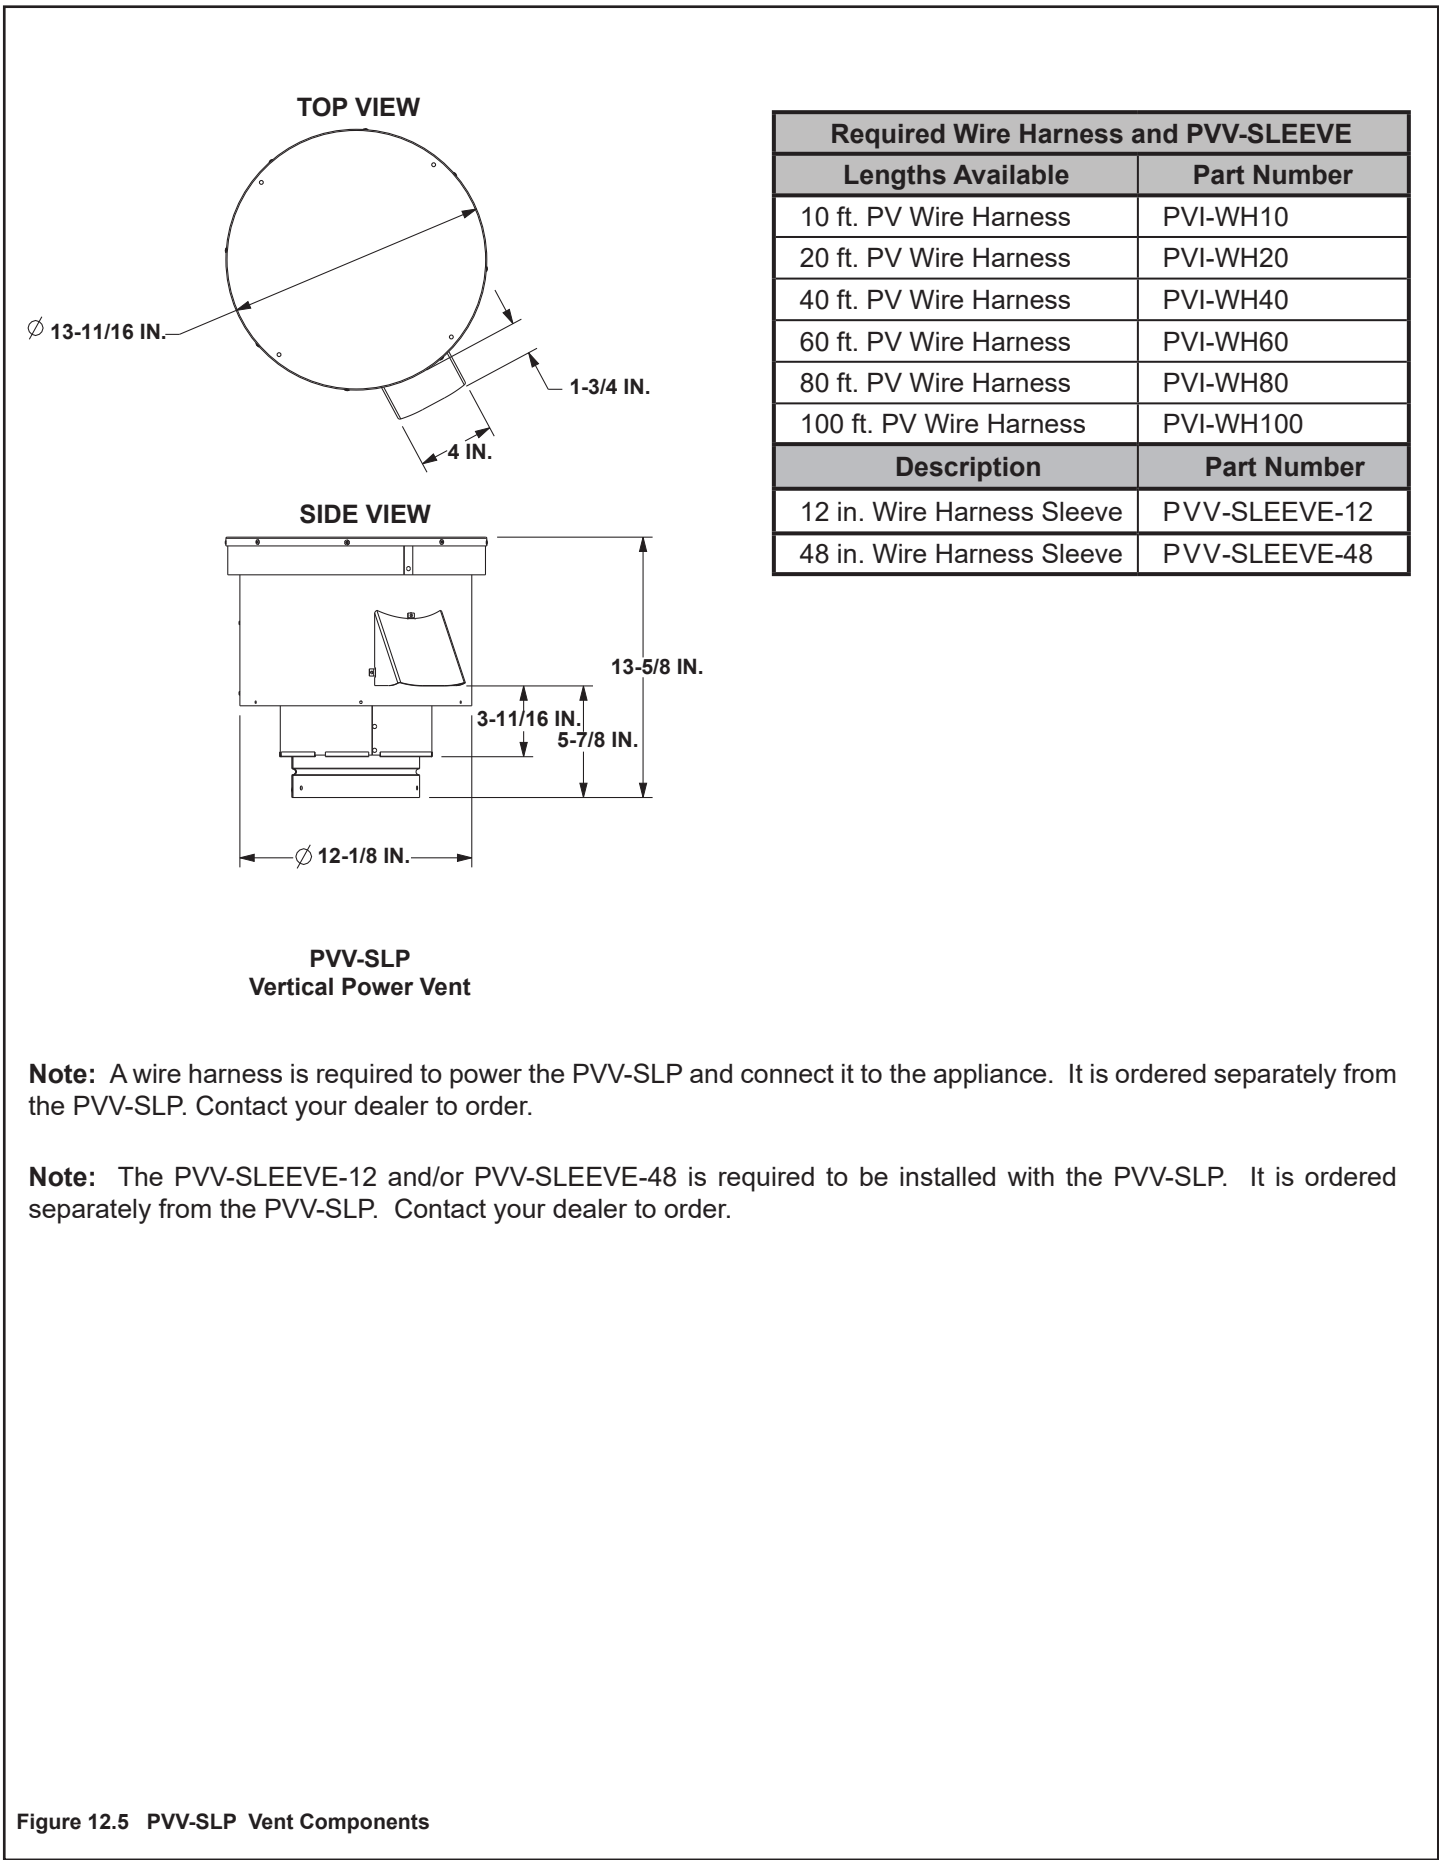 TOP VIEW
Ø 13-11/16 IN.
1-3/4 IN.
4 IN.
SIDE VIEW
13-5/8 IN.
3-11/16 IN.
5-7/8 IN.
Ø 12-1/8 IN.
PVV-SLP
Vertical Power Vent
Required Wire Harness and PVV-SLEEVE
Lengths Available Part Number
10 ft. PV Wire Harness PVI-WH10
20 ft. PV Wire Harness PVI-WH20
40 ft. PV Wire Harness PVI-WH40
60 ft. PV Wire Harness PVI-WH60
80 ft. PV Wire Harness PVI-WH80
100 ft. PV Wire Harness PVI-WH100
Description Part Number
12 in. Wire Harness Sleeve PVV-SLEEVE-12
48 in. Wire Harness Sleeve PVV-SLEEVE-48
Note: A wire harness is required to power the PVV-SLP and connect it to the appliance. It is ordered separately from
the PVV-SLP. Contact your dealer to order.
Note: The PVV-SLEEVE-12 and/or PVV-SLEEVE-48 is required to be installed with the PVV-SLP. It is ordered
separately from the PVV-SLP. Contact your dealer to order.
Figure 12.5 PVV-SLP Vent Components